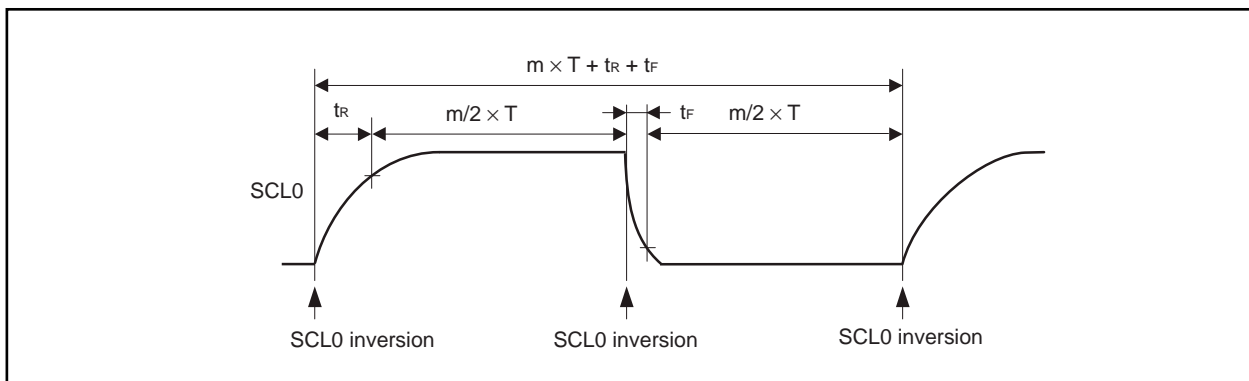 m × T + tR + tF
tR
m/2 × T
tF
m/2 × T
SCL0
SCL0 inversion
SCL0 inversion
SCL0 inversion